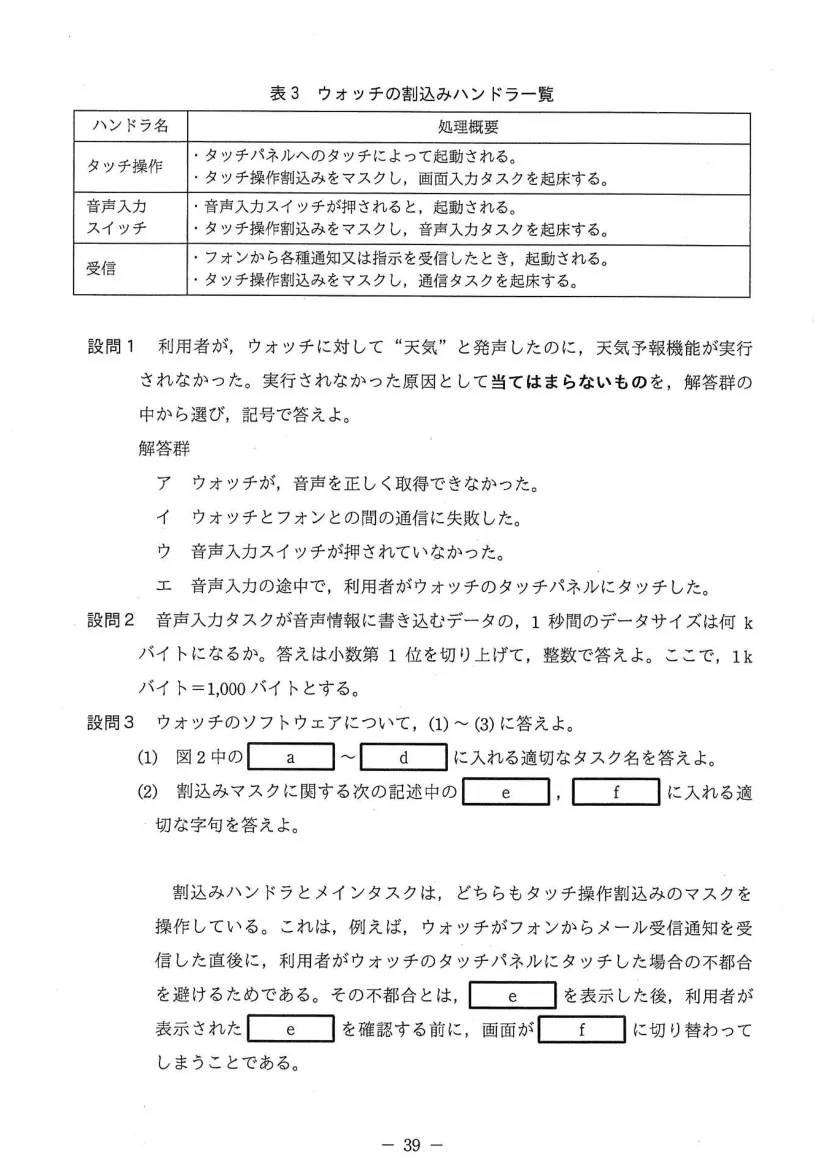 表3　ウォッチの割込みハンドラ一覧
ハンドラ名　処理概要
タッチ操作
・タッチパネルへのタッチによって起動される。
・タッチ操作割込みをマスクし，画面入力タスクを起床する。
音声入力
スイッチ
・音声入力スイッチが押されると，起動される。
・タッチ操作割込みをマスクし，音声入力タスクを起床する。
受信
・フォンから各種通知又は指示を受信したとき，起動される。
・タッチ操作割込みをマスクし，通信タスクを起床する。
設問1　利用者が，ウォッチに対して“天気”と発声したのに，天気予報機能が実行
されなかった。実行されなかった原因として当てはまらないものを，解答群の
中から選び，記号で答えよ。
解答群
ア　ウォッチが，音声を正しく取得できなかった。
イ　ウォッチとフォンとの間の通信に失敗した。
ウ　音声入力スイッチが押されていなかった。
エ　音声入力の途中で，利用者がウォッチのタッチパネルにタッチした。
設問2　音声入力タスクが音声情報に書き込むデータの，1 秒間のデータサイズは何 k
バイトになるか。答えは小数第 1 位を切り上げて，整数で答えよ。ここで，1k
バイト＝1,000 バイトとする。
設問3　ウォッチのソフトウェアについて，(1)～(3)に答えよ。
(1)　図2中の a ～ d に入れる適切なタスク名を答えよ。
(2)　割込みマスクに関する次の記述中の e ， f に入れる適
切な字句を答えよ。
割込みハンドラとメインタスクは，どちらもタッチ操作割込みのマスクを
操作している。これは，例えば，ウォッチがフォンからメール受信通知を受
信した直後に，利用者がウォッチのタッチパネルにタッチした場合の不都合
を避けるためである。その不都合とは， e を表示した後，利用者が
表示された e を確認する前に，画面が f に切り替わって
しまうことである。
－ 39 －